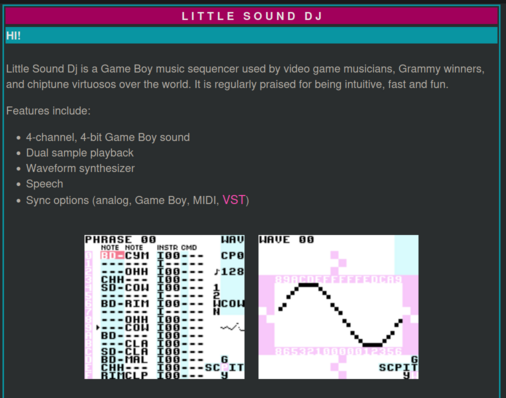 LITTLE SOUND DJ
HI!
Little Sound Dj is a Game Boy music sequencer used by video game musicians, Grammy winners,
and chiptune virtuosos over the world. It is regularly praised for being intuitive, fast and fun.
Features include:
4-channel, 4-bit Game Boy sound
Dual sample playback
Waveform synthesizer
Speech
Sync options (analog, Game Boy, MIDI, VST)
PHRASE 00 WAV
NOTE NOTE INSTR CMD
BD-CYM I00--- CP0
--- --- I-----
---OHH I00--- ♪128
CHH--- I00---
SD-COW I00--- 1
--- --- I----- 2
BD-RIM I00--- WCOW
--- --- I----- N
---OHH I00---
---COW I00---
BD---- I00---
---CLA I00---
SD-CLA I00---
BD-MAL I00--- G
CHH--- I00--- SCPIT
RIMCLP I00--- y
WAVE 00
89ACDEFFFFFFEDCA9
865321000000012356
G
SCPIT
y